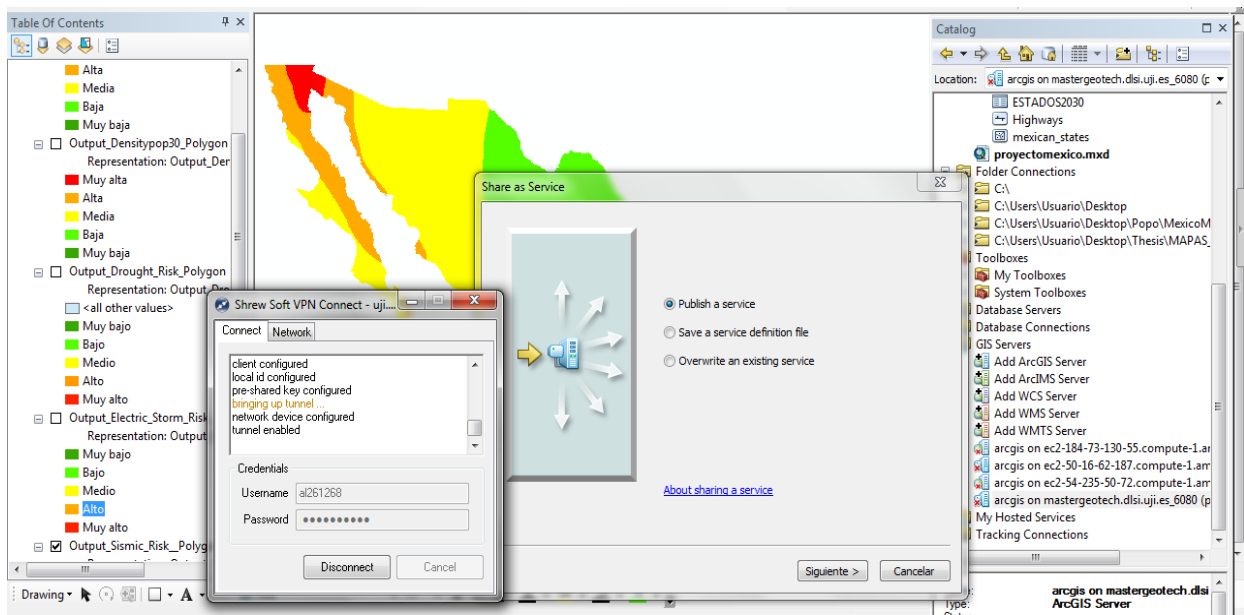 Table Of Contents
Alta
Media
Baja
Muy baja
Output_Densitypop30_Polygon
Representation: Output_Der
Muy alta
Alta
Media
Baja
Muy baja
Output_Drought_Risk_Polygon
Representation: Output_Dro
<all other values>
Muy bajo
Bajo
Medio
Alto
Muy alto
Output_Electric_Storm_Risk
Representation: Output
Muy bajo
Bajo
Medio
Alto
Muy alto
Output_Sismic_Risk__Polyg
Drawing
A
Shrew Soft VPN Connect - uji....
Connect
Network
client configured
local id configured
pre-shared key configured
bringing up tunnel ...
network device configured
tunnel enabled
Credentials
Username al261268
Password
Disconnect
Cancel
Share as Service
Publish a service
Save a service definition file
Overwrite an existing service
About sharing a service
Siguiente >
Cancelar
Catalog
Location: arcgis on mastergeotech.dlsi.uji.es_6080 (p
ESTADOS2030
Highways
mexican_states
proyectomexico.mxd
Folder Connections
C:\
C:\Users\Usuario\Desktop
C:\Users\Usuario\Desktop\Popo\MexicoM
C:\Users\Usuario\Desktop\Thesis\MAPAS_
Toolboxes
My Toolboxes
System Toolboxes
Database Servers
Database Connections
GIS Servers
Add ArcGIS Server
Add ArcIMS Server
Add WCS Server
Add WMS Server
Add WMTS Server
arcgis on ec2-184-73-130-55.compute-1.ar
arcgis on ec2-50-16-62-187.compute-1.am
arcgis on ec2-54-235-50-72.compute-1.am
arcgis on mastergeotech.dlsi.uji.es_6080 (p
My Hosted Services
Tracking Connections
arcgis on mastergeotech.dlsi
Type: ArcGIS Server